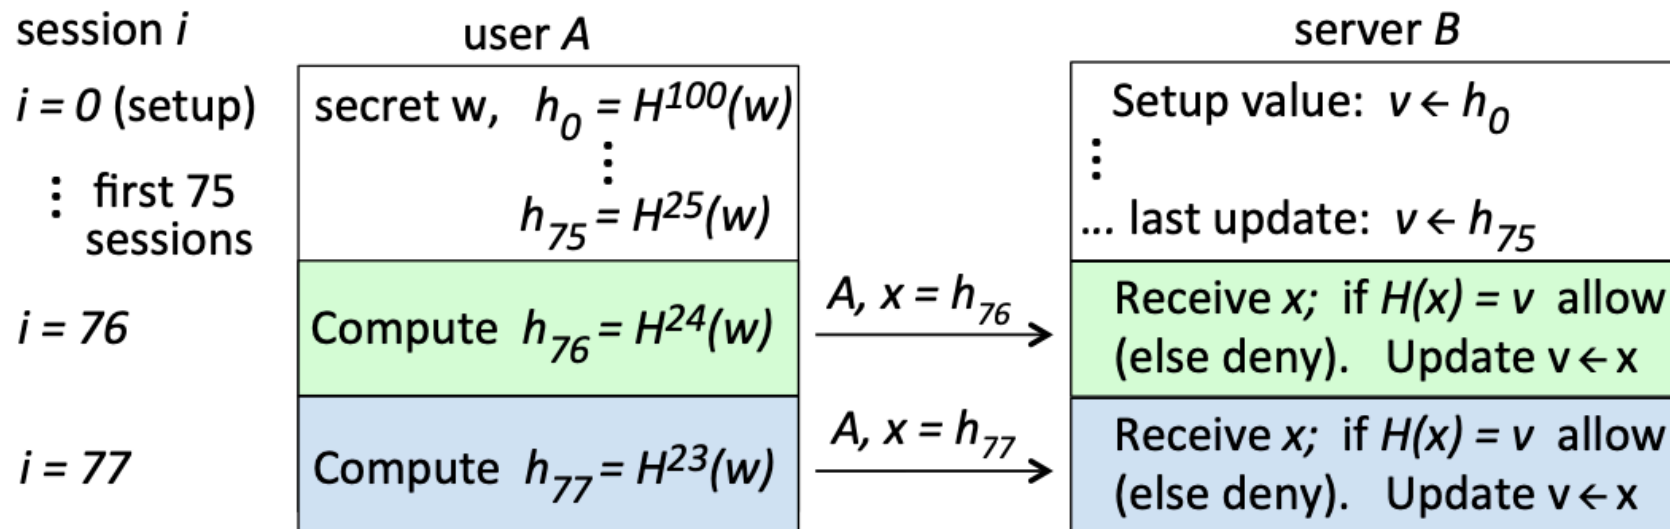 session i
user A
server B
i = 0 (setup)
secret w, h₀ = H¹⁰⁰(w)
Setup value: v ← h₀
⋮
⋮
⋮ first 75
sessions
h₇₅ = H²⁵(w)
... last update: v ← h₇₅
i = 76
Compute h₇₆ = H²⁴(w)
A, x = h₇₆
Receive x; if H(x) = v allow
(else deny). Update v ← x
i = 77
Compute h₇₇ = H²³(w)
A, x = h₇₇
Receive x; if H(x) = v allow
(else deny). Update v ← x